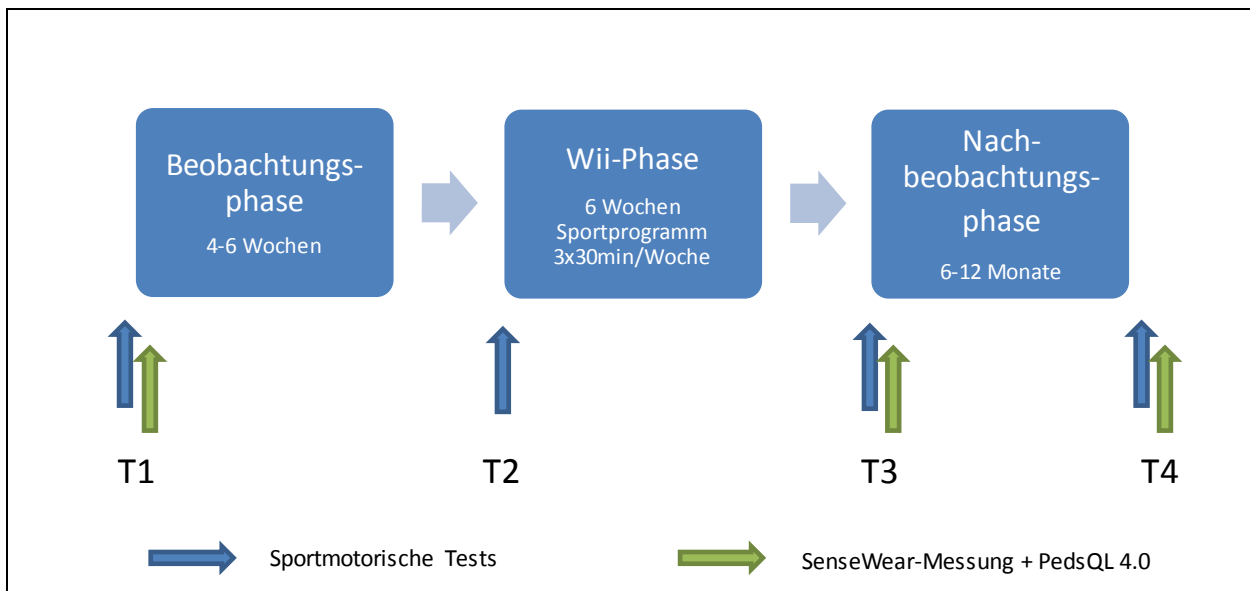 Beobachtungs-
phase
4-6 Wochen
Wii-Phase
6 Wochen
Sportprogramm
3x30min/Woche
Nach-
beobachtungs-
phase
6-12 Monate
T1
T2
T3
T4
Sportmotorische Tests
SenseWear-Messung + PedsQL 4.0